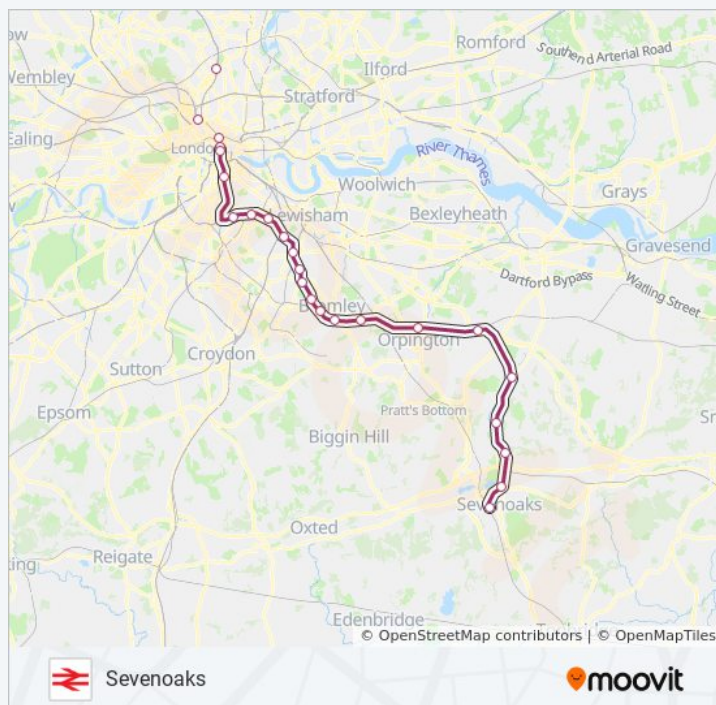 Romford
Southend Arterial Road
Ilford
Wembley
Stratford
Ealing
River Thames
Woolwich
Lewisham
Bexleyheath
Grays
Gravesend
Dartford Bypass
Watling Street
Bromley
Orpington
Croydon
Sutton
Pratt's Bottom
Epsom
Biggin Hill
Sevenoaks
Oxted
Reigate
Edenbridge
© OpenStreetMap contributors | © OpenMapTiles
Sevenoaks
moovit